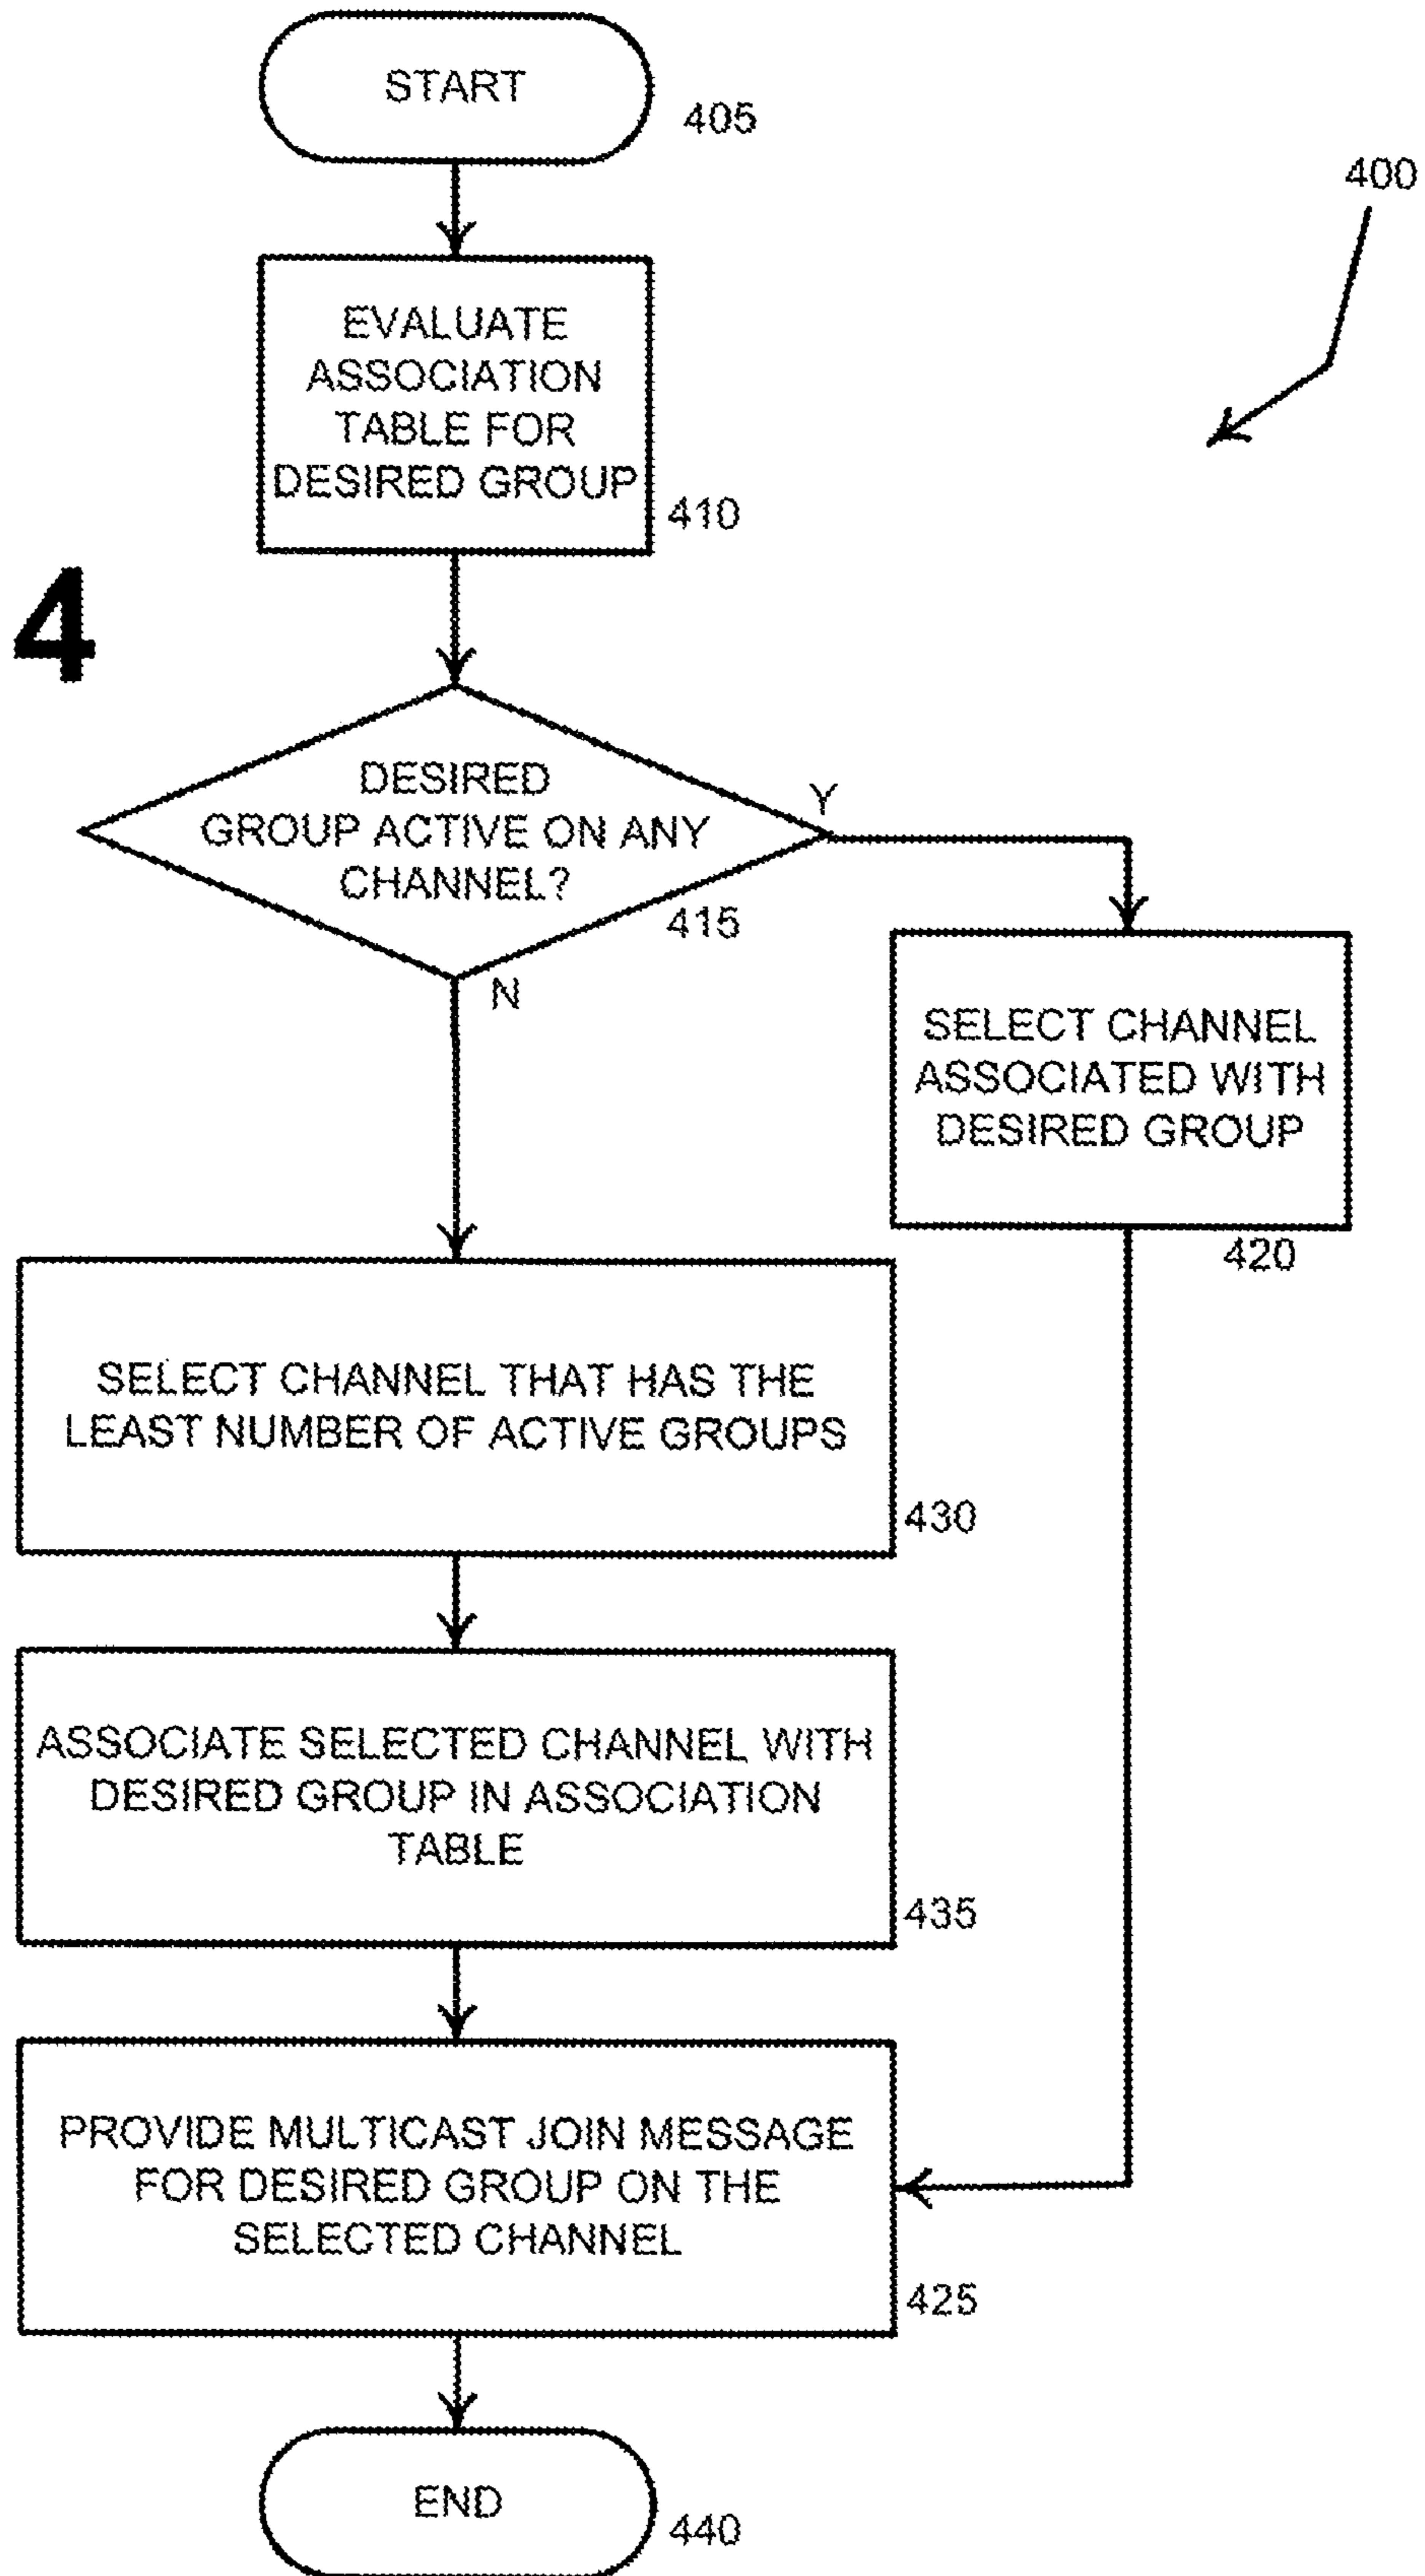 START
405
400
EVALUATE
ASSOCIATION
TABLE FOR
DESIRED GROUP
410
4
DESIRED
GROUP ACTIVE ON ANY
CHANNEL?
415
Y
N
SELECT CHANNEL
ASSOCIATED WITH
DESIRED GROUP
420
SELECT CHANNEL THAT HAS THE
LEAST NUMBER OF ACTIVE GROUPS
430
ASSOCIATE SELECTED CHANNEL WITH
DESIRED GROUP IN ASSOCIATION
TABLE
435
PROVIDE MULTICAST JOIN MESSAGE
FOR DESIRED GROUP ON THE
SELECTED CHANNEL
425
END
440